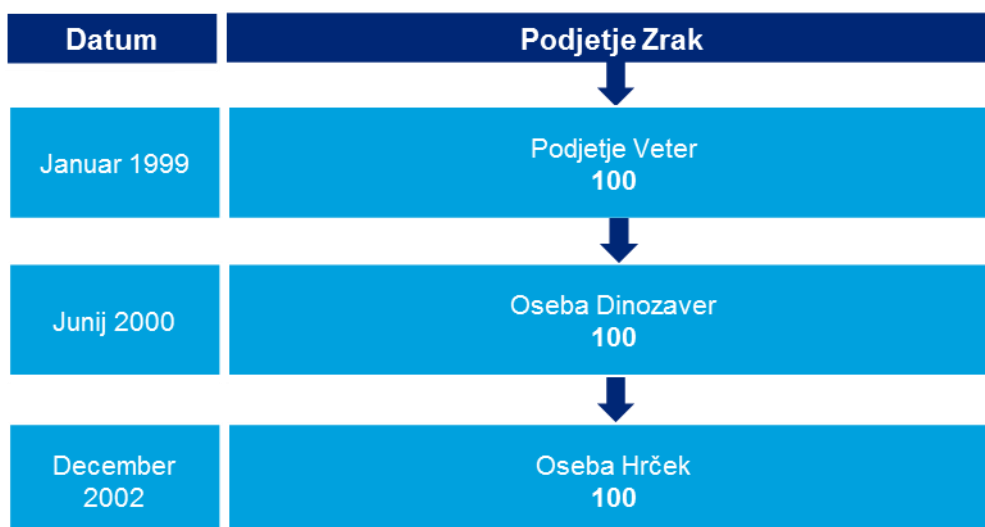 Datum
Podjetje Zrak
Januar 1999
Podjetje Veter
100
Junij 2000
Oseba Dinozaver
100
December
2002
Oseba Hrček
100